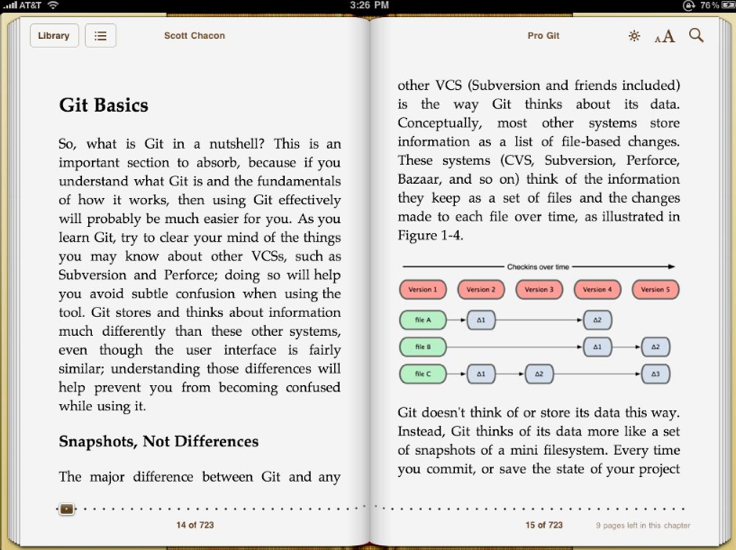 AT&T 3:26 PM 76%
Library Scott Chacon Pro Git AA
Git Basics
So, what is Git in a nutshell? This is an
important section to absorb, because if you
understand what Git is and the fundamentals
of how it works, then using Git effectively
will probably be much easier for you. As you
learn Git, try to clear your mind of the things
you may know about other VCSs, such as
Subversion and Perforce; doing so will help
you avoid subtle confusion when using the
tool. Git stores and thinks about information
much differently than these other systems,
even though the user interface is fairly
similar; understanding those differences will
help prevent you from becoming confused
while using it.
Snapshots, Not Differences
The major difference between Git and any
14 of 723
other VCS (Subversion and friends included)
is the way Git thinks about its data.
Conceptually, most other systems store
information as a list of file-based changes.
These systems (CVS, Subversion, Perforce,
Bazaar, and so on) think of the information
they keep as a set of files and the changes
made to each file over time, as illustrated in
Figure 1-4.
Checkins over time
Version 1 Version 2 Version 3 Version 4 Version 5
file A Δ1 Δ2
file B Δ1 Δ2
file C Δ1 Δ2 Δ3
Git doesn't think of or store its data this way.
Instead, Git thinks of its data more like a set
of snapshots of a mini filesystem. Every time
you commit, or save the state of your project
15 of 723 9 pages left in this chapter